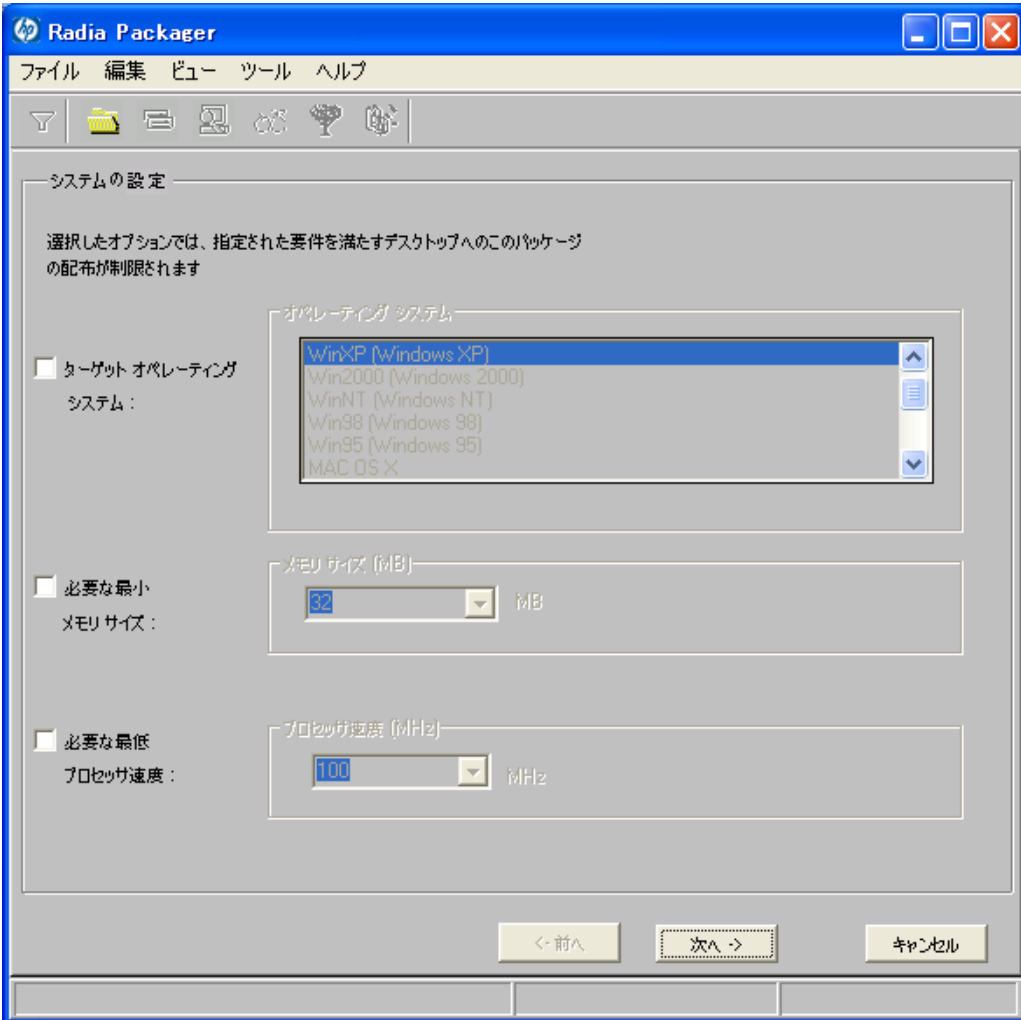 Radia Packager
ファイル 編集 ビュー ツール ヘルプ
システムの設定
選択したオプションでは、指定された要件を満たすデスクトップへのこのパッケージ
の配布が制限されます
オペレーティング システム
ターゲット オペレーティング
システム :
WinXP (Windows XP)
Win2000 (Windows 2000)
WinNT (Windows NT)
Win98 (Windows 98)
Win95 (Windows 95)
MAC OS X
メモリ サイズ (MB)
必要な最小
メモリ サイズ :
32 MB
プロセッサ速度 (MHz)
必要な最低
プロセッサ速度 :
100 MHz
<- 前へ 次へ -> キャンセル